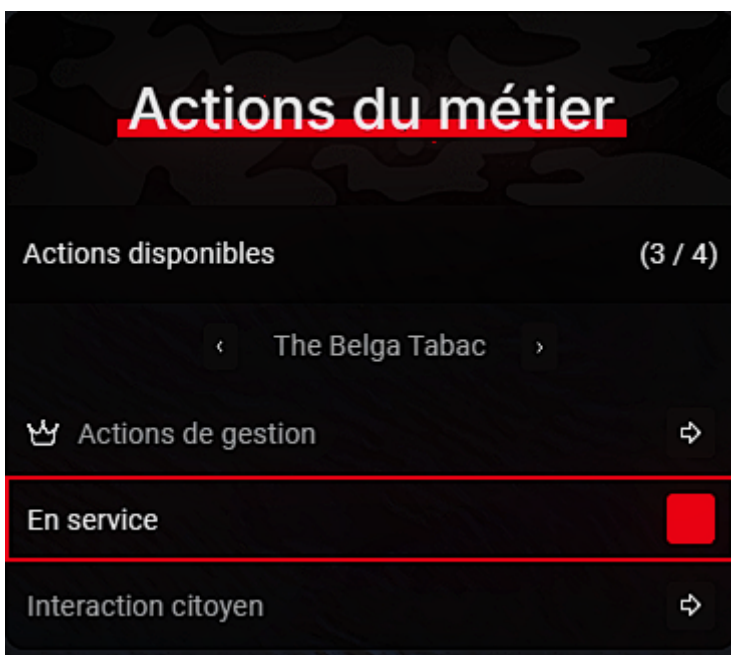 Actions du métier
Actions disponibles (3 / 4)
‹ The Belga Tabac ›
Actions de gestion
En service
Interaction citoyen